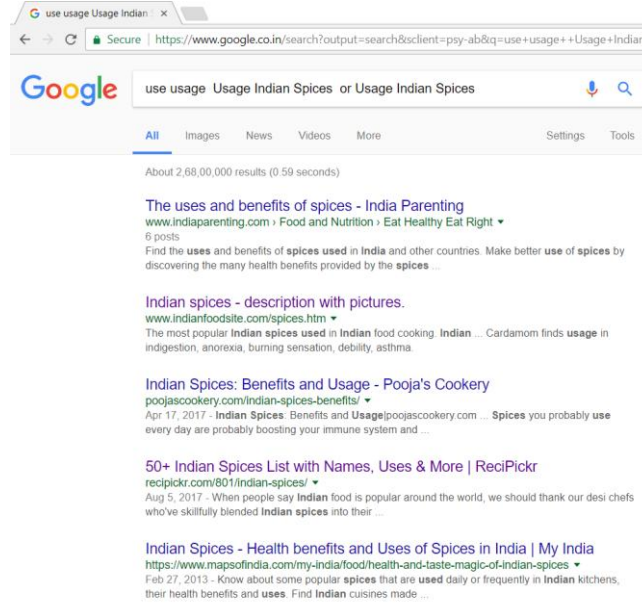 use usage Usage Indian S
Secure | https://www.google.co.in/search?output=search&sclient=psy-ab&q=use+usage++Usage+Indian
Google
use usage  Usage Indian Spices  or Usage Indian Spices
All Images News Videos More Settings Tools
About 2,68,00,000 results (0.59 seconds)
The uses and benefits of spices - India Parenting
www.indiaparenting.com › Food and Nutrition › Eat Healthy Eat Right
6 posts
Find the uses and benefits of spices used in India and other countries. Make better use of spices by
discovering the many health benefits provided by the spices ...
Indian spices - description with pictures.
www.indianfoodsite.com/spices.htm
The most popular Indian spices used in Indian food cooking. Indian ... Cardamom finds usage in
indigestion, anorexia, burning sensation, debility, asthma.
Indian Spices: Benefits and Usage - Pooja's Cookery
poojascookery.com/indian-spices-benefits/
Apr 17, 2017 - Indian Spices: Benefits and Usage|poojascookery.com ... Spices you probably use
every day are probably boosting your immune system and ...
50+ Indian Spices List with Names, Uses & More | ReciPickr
recipickr.com/801/indian-spices/
Aug 5, 2017 - When people say Indian food is popular around the world, we should thank our desi chefs
who've skillfully blended Indian spices into their ...
Indian Spices - Health benefits and Uses of Spices in India | My India
https://www.mapsofindia.com/my-india/food/health-and-taste-magic-of-indian-spices
Feb 27, 2013 - Know about some popular spices that are used daily or frequently in Indian kitchens,
their health benefits and uses. Find Indian cuisines made ...